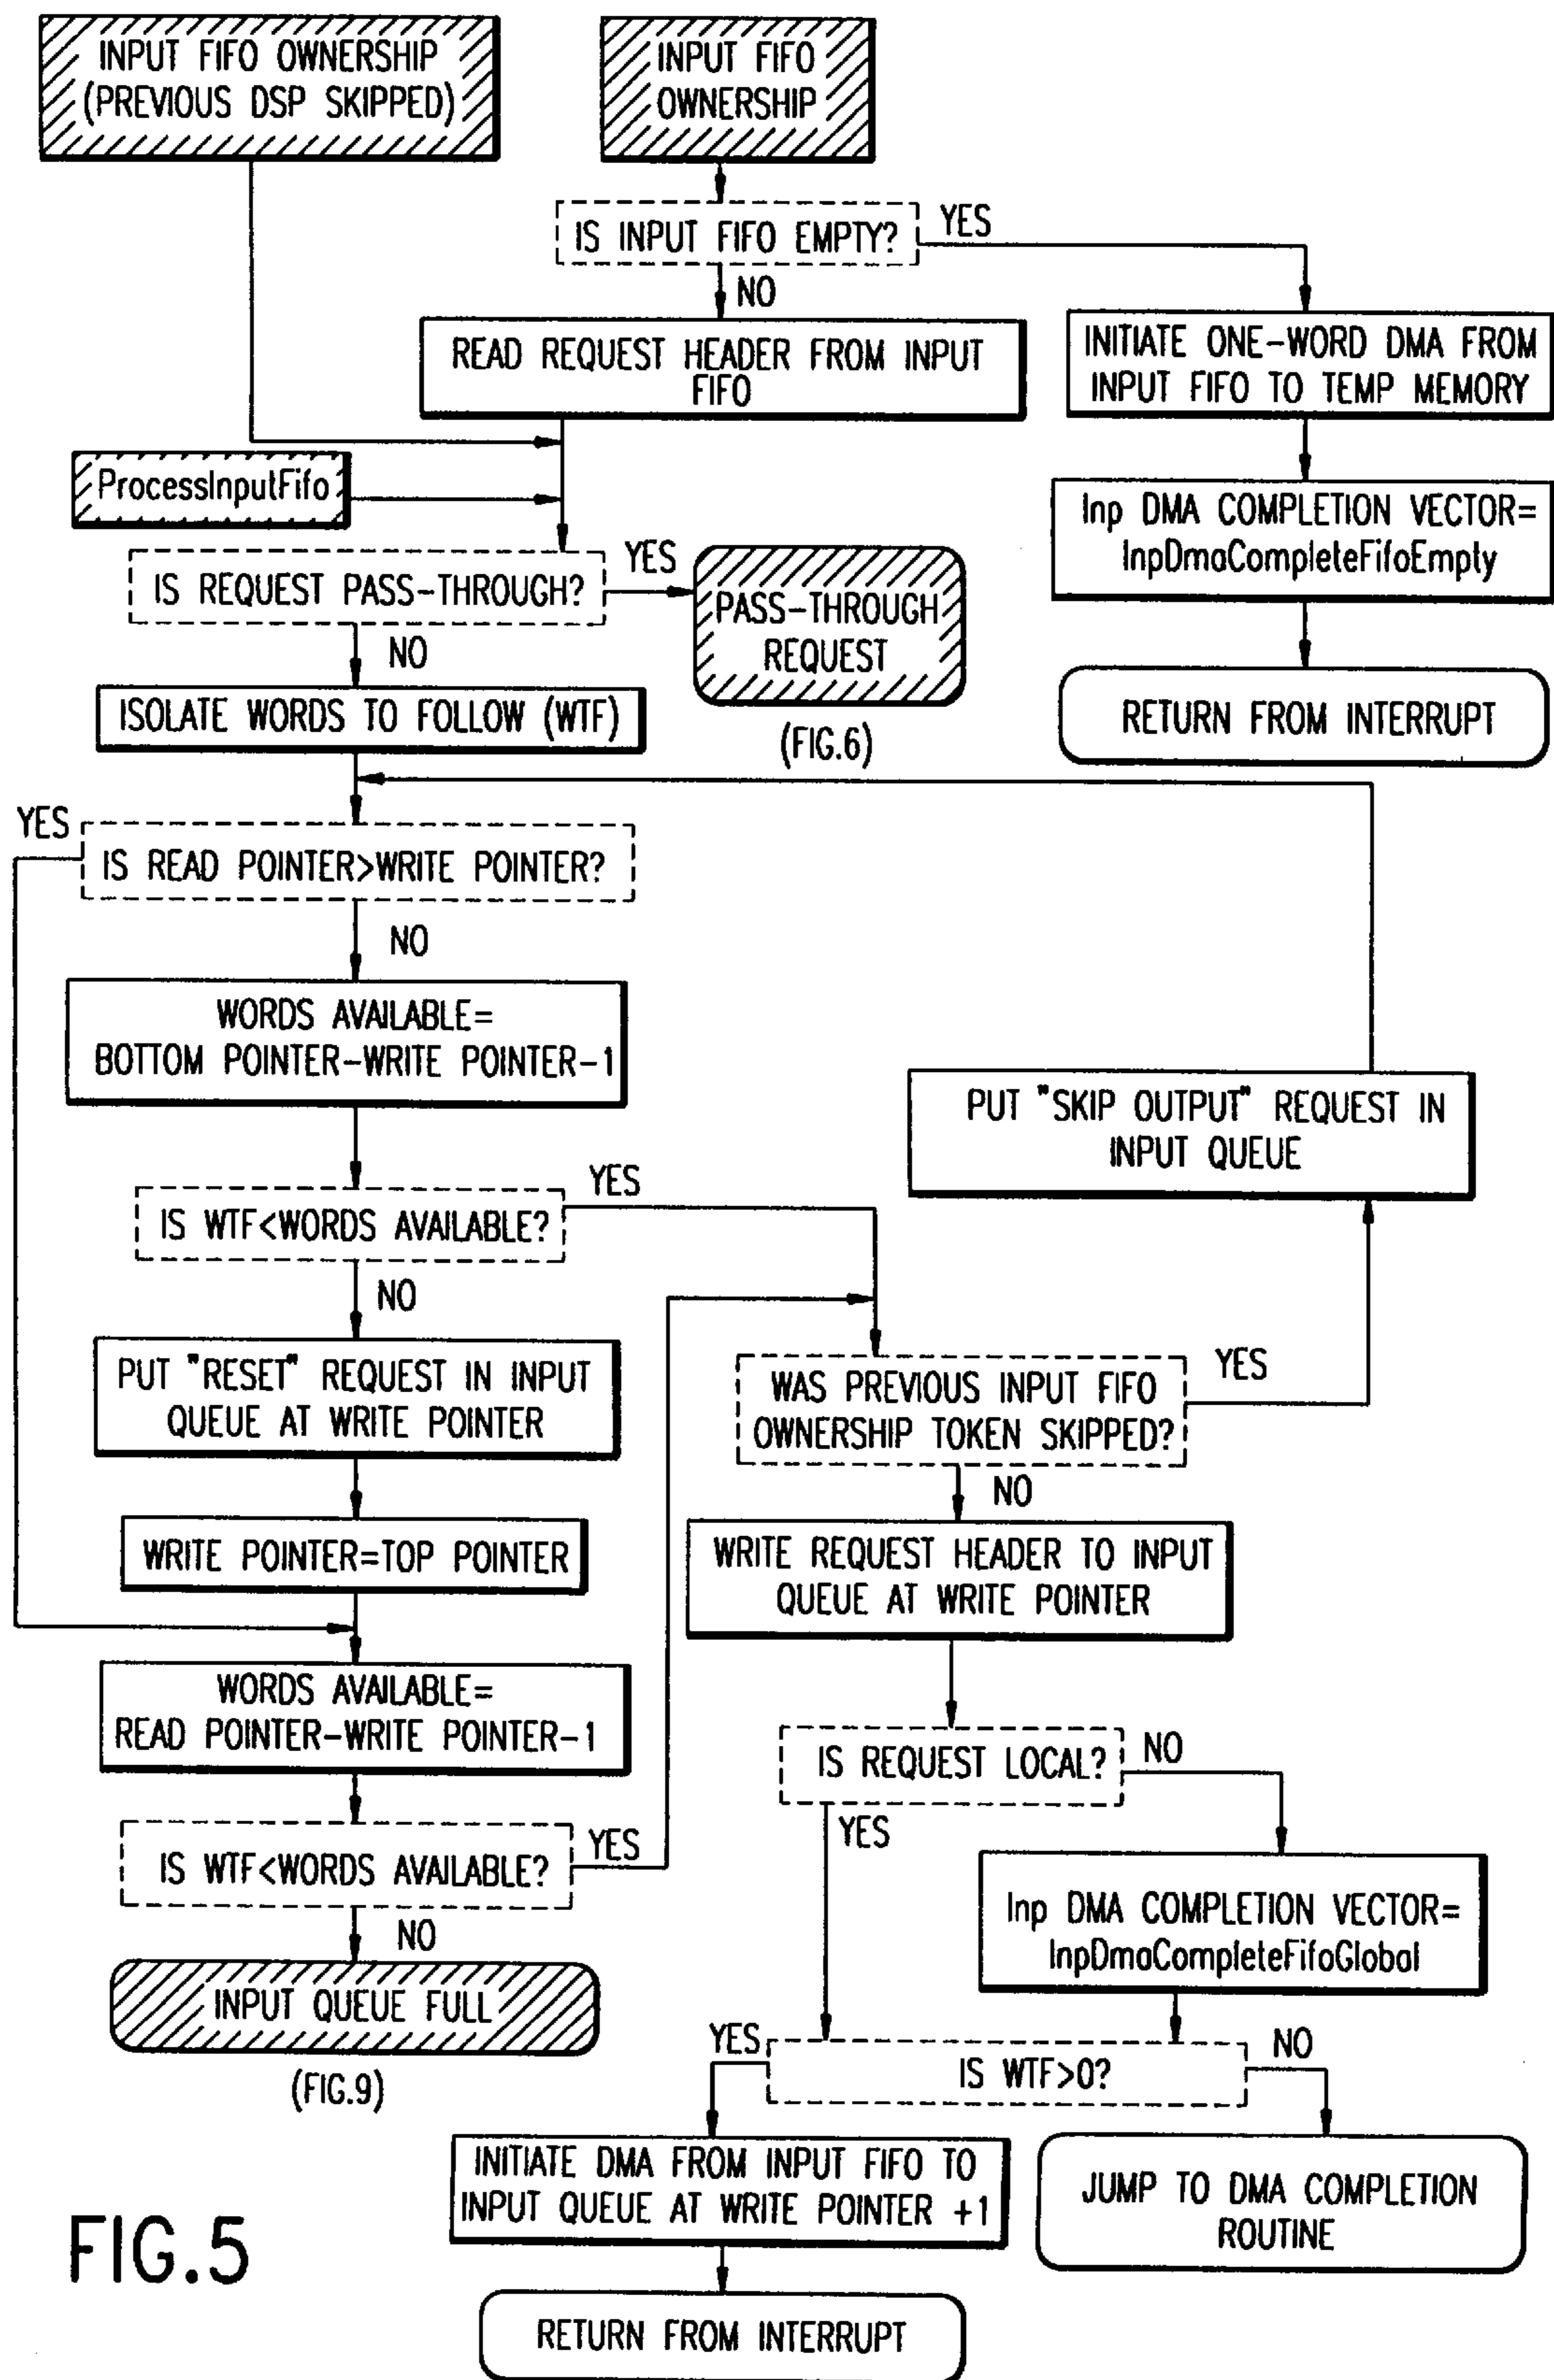 INPUT FIFO OWNERSHIP
(PREVIOUS DSP SKIPPED)
INPUT FIFO
OWNERSHIP
IS INPUT FIFO EMPTY?
YES
NO
READ REQUEST HEADER FROM INPUT
FIFO
INITIATE ONE-WORD DMA FROM
INPUT FIFO TO TEMP MEMORY
ProcessInputFifo
Inp DMA COMPLETION VECTOR=
InpDmaCompleteFifoEmpty
IS REQUEST PASS-THROUGH?
YES
PASS-THROUGH
REQUEST
(FIG.6)
NO
RETURN FROM INTERRUPT
ISOLATE WORDS TO FOLLOW (WTF)
YES
IS READ POINTER>WRITE POINTER?
NO
WORDS AVAILABLE=
BOTTOM POINTER-WRITE POINTER-1
PUT "SKIP OUTPUT" REQUEST IN
INPUT QUEUE
IS WTF<WORDS AVAILABLE?
YES
NO
PUT "RESET" REQUEST IN INPUT
QUEUE AT WRITE POINTER
WAS PREVIOUS INPUT FIFO
OWNERSHIP TOKEN SKIPPED?
YES
NO
WRITE POINTER=TOP POINTER
WRITE REQUEST HEADER TO INPUT
QUEUE AT WRITE POINTER
WORDS AVAILABLE=
READ POINTER-WRITE POINTER-1
IS REQUEST LOCAL?
NO
YES
IS WTF<WORDS AVAILABLE?
YES
NO
Inp DMA COMPLETION VECTOR=
InpDmaCompleteFifoGlobal
INPUT QUEUE FULL
(FIG.9)
YES
IS WTF>0?
NO
INITIATE DMA FROM INPUT FIFO TO
INPUT QUEUE AT WRITE POINTER +1
JUMP TO DMA COMPLETION
ROUTINE
RETURN FROM INTERRUPT
FIG.5